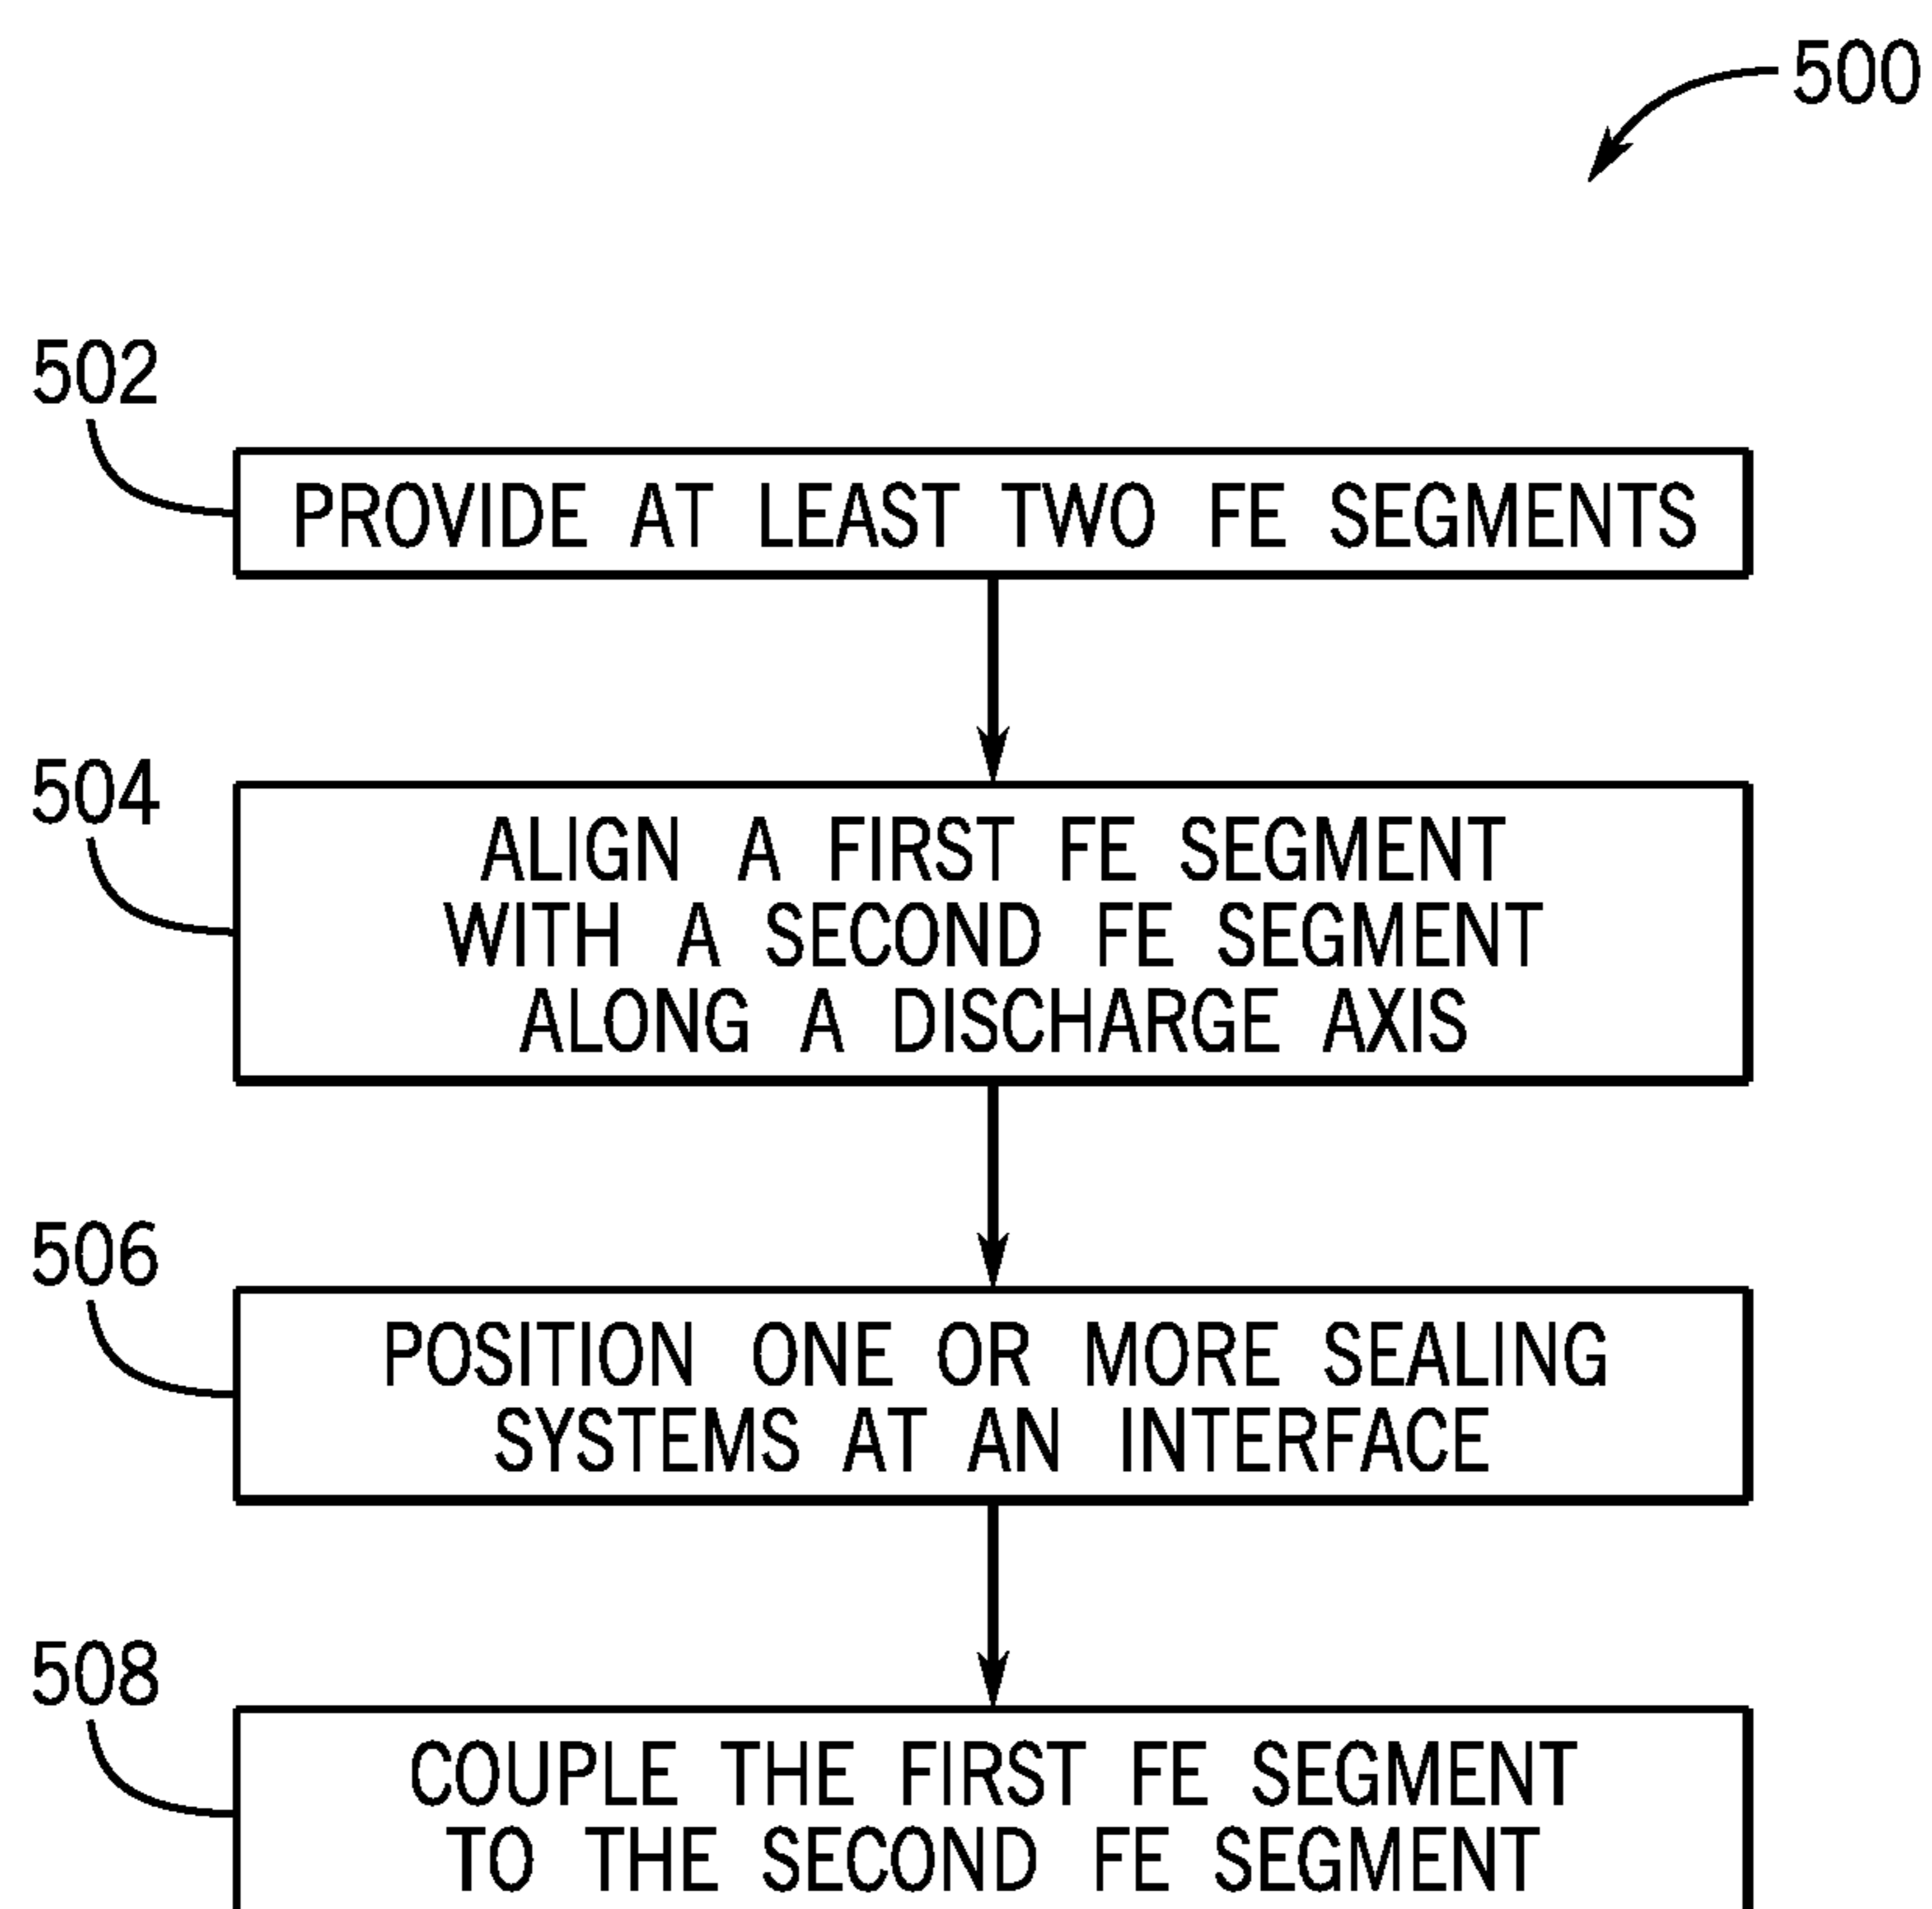 500
502
PROVIDE AT LEAST TWO FE SEGMENTS
504
ALIGN A FIRST FE SEGMENT
WITH A SECOND FE SEGMENT
ALONG A DISCHARGE AXIS
506
POSITION ONE OR MORE SEALING
SYSTEMS AT AN INTERFACE
508
COUPLE THE FIRST FE SEGMENT
TO THE SECOND FE SEGMENT